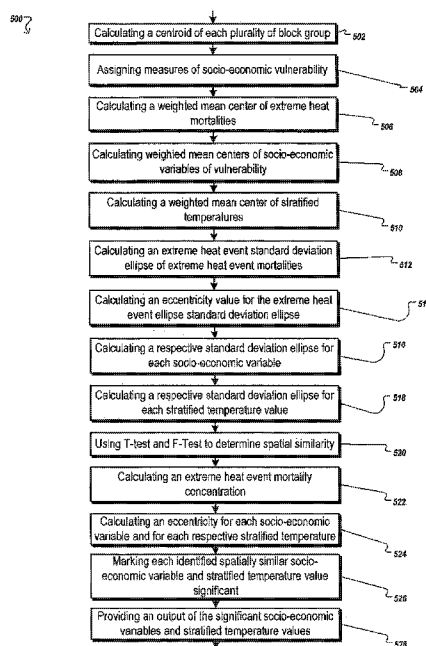 500
Calculating a centroid of each plurality of block group
502
Assigning measures of socio-economic vulnerability
504
Calculating a weighted mean center of extreme heat
mortalities
506
Calculating weighted mean centers of socio-economic
variables of vulnerability
508
Calculating a weighted mean center of stratified
temperatures
510
Calculating an extreme heat event standard deviation
ellipse of extreme heat event mortalities
512
Calculating an eccentricity value for the extreme heat
event ellipse standard deviation ellipse
51
Calculating a respective standard deviation ellipse for
each socio-economic variable
516
Calculating a respective standard deviation ellipse for
each stratified temperature value
518
Using T-test and F-Test to determine spatial similarity
520
Calculating an extreme heat event mortality
concentration
522
Calculating an eccentricity for each socio-economic
variable and for each respective stratified temperature
524
Marking each identified spatially similar socio-
economic variable and stratified temperature value
significant
526
Providing an output of the significant socio-economic
variables and stratified temperature values
528